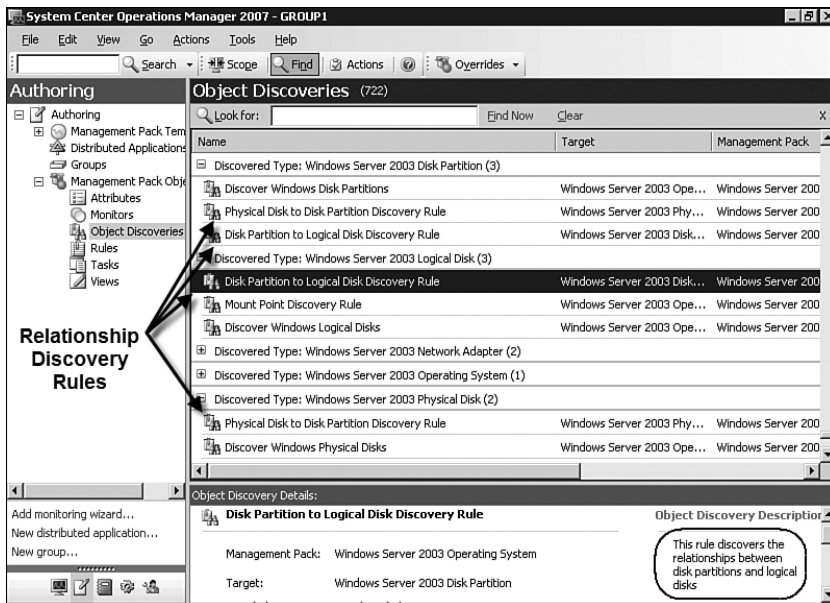 System Center Operations Manager 2007 - GROUP1
File Edit View Go Actions Tools Help
Search Scope Find Actions Overrides
Authoring
Authoring
Management Pack Tem
Distributed Applications
Groups
Management Pack Obje
Attributes
Monitors
Object Discoveries
Rules
Tasks
Views
Relationship
Discovery
Rules
Add monitoring wizard...
New distributed application...
New group...
Object Discoveries (722)
Look for: Find Now Clear X
Name Target Management Pack
Discovered Type: Windows Server 2003 Disk Partition (3)
Discover Windows Disk Partitions Windows Server 2003 Ope... Windows Server 200
Physical Disk to Disk Partition Discovery Rule Windows Server 2003 Phy... Windows Server 200
Disk Partition to Logical Disk Discovery Rule Windows Server 2003 Disk... Windows Server 200
Discovered Type: Windows Server 2003 Logical Disk (3)
Disk Partition to Logical Disk Discovery Rule Windows Server 2003 Disk... Windows Server 200
Mount Point Discovery Rule Windows Server 2003 Ope... Windows Server 200
Discover Windows Logical Disks Windows Server 2003 Ope... Windows Server 200
Discovered Type: Windows Server 2003 Network Adapter (2)
Discovered Type: Windows Server 2003 Operating System (1)
Discovered Type: Windows Server 2003 Physical Disk (2)
Physical Disk to Disk Partition Discovery Rule Windows Server 2003 Phy... Windows Server 200
Discover Windows Physical Disks Windows Server 2003 Ope... Windows Server 200
Object Discovery Details:
Disk Partition to Logical Disk Discovery Rule
Management Pack: Windows Server 2003 Operating System
Target: Windows Server 2003 Disk Partition
Object Discovery Description
This rule discovers the
relationships between
disk partitions and logical
disks